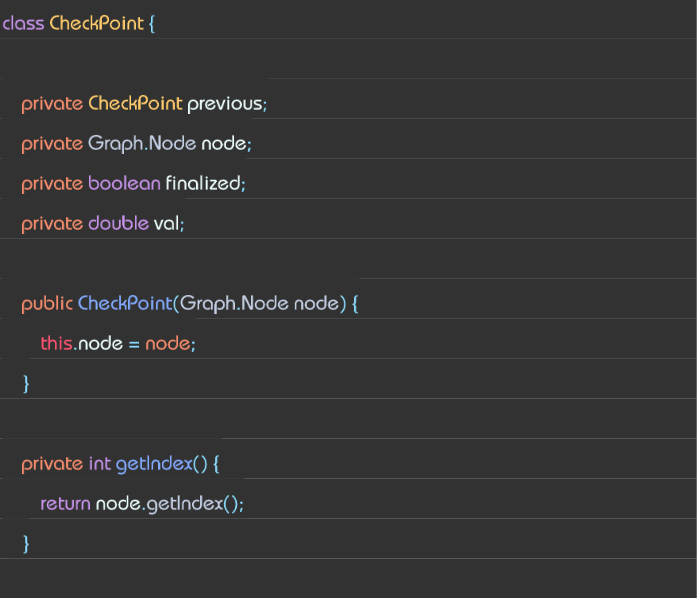 class CheckPoint {
private CheckPoint previous;
private Graph.Node node;
private boolean finalized;
private double val;
public CheckPoint(Graph.Node node) {
this.node = node;
}
private int getIndex() {
return node.getIndex();
}